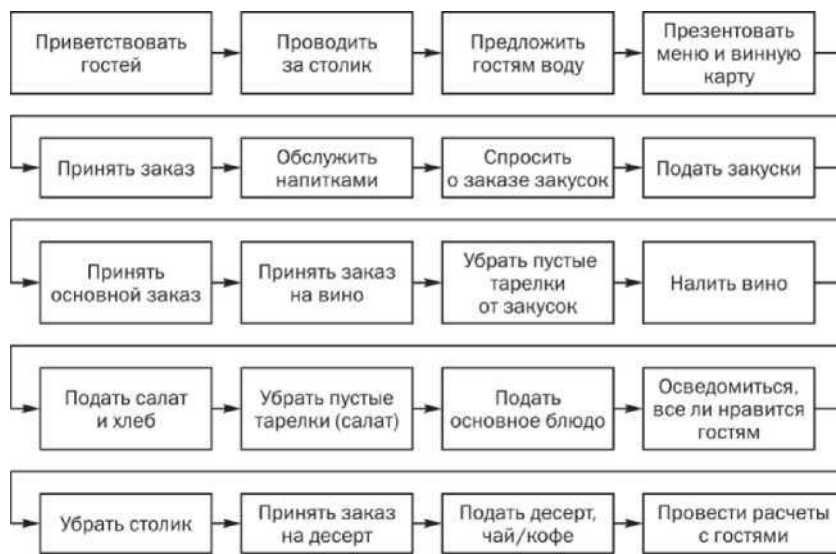 Приветствовать
гостей
Проводить
за столик
Предложить
гостям воду
Презентовать
меню и винную
карту
Принять заказ
Обслужить
напитками
Спросить
о заказе закусок
Подать закуски
Принять
основной заказ
Принять заказ
на вино
Убрать пустые
тарелки
от закусок
Налить вино
Подать салат
и хлеб
Убрать пустые
тарелки (салат)
Подать
основное блюдо
Осведомиться,
все ли нравится
гостям
Убрать столик
Принять заказ
на десерт
Подать десерт,
чай/кофе
Провести расчеты
с гостями